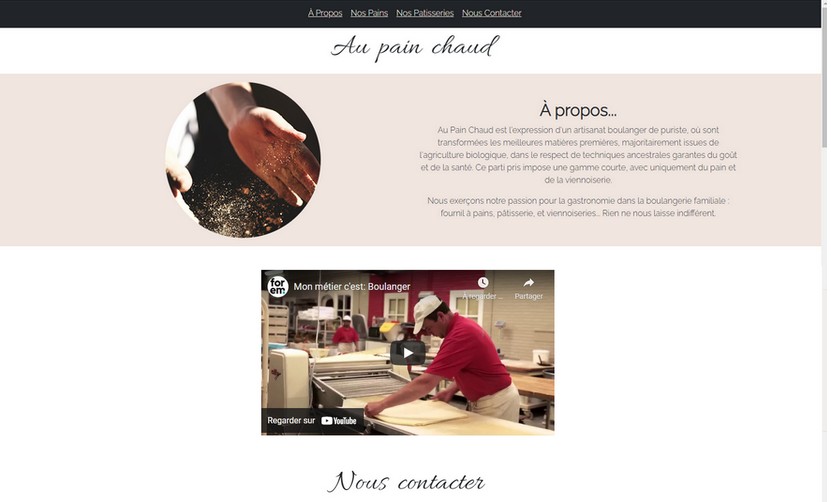 À Propos Nos Pains Nos Patisseries Nous Contacter
Au pain chaud
À propos...
Au Pain Chaud est l'expression d'un artisanat boulanger de puriste, où sont
transformées les meilleures matières premières, majoritairement issues de
l'agriculture biologique, dans le respect de techniques ancestrales garantes du goût
et de la santé. Ce parti pris impose une gamme courte, avec uniquement du pain et
de la viennoiserie.
Nous exerçons notre passion pour la gastronomie dans la boulangerie familiale :
fournil à pains, pâtisserie, et viennoiseries... Rien ne nous laisse indifférent.
for
em
Mon métier c'est: Boulanger
À regarder ...
Partager
Regarder sur YouTube
Nous contacter